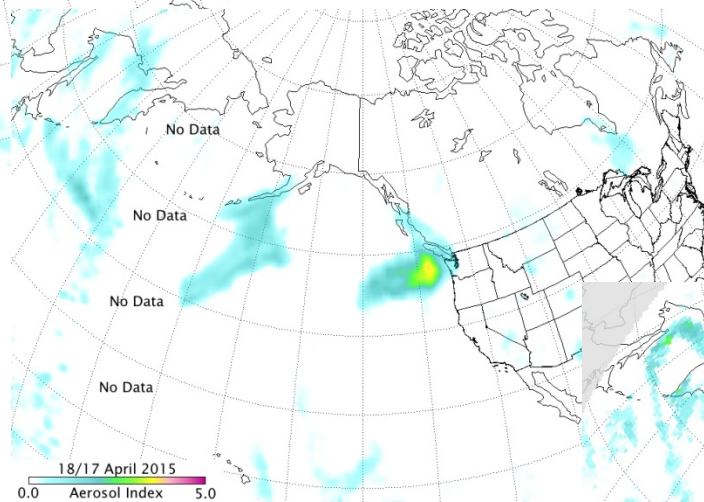 No Data
No Data
No Data
No Data
18/17 April 2015
0.0 Aerosol Index 5.0